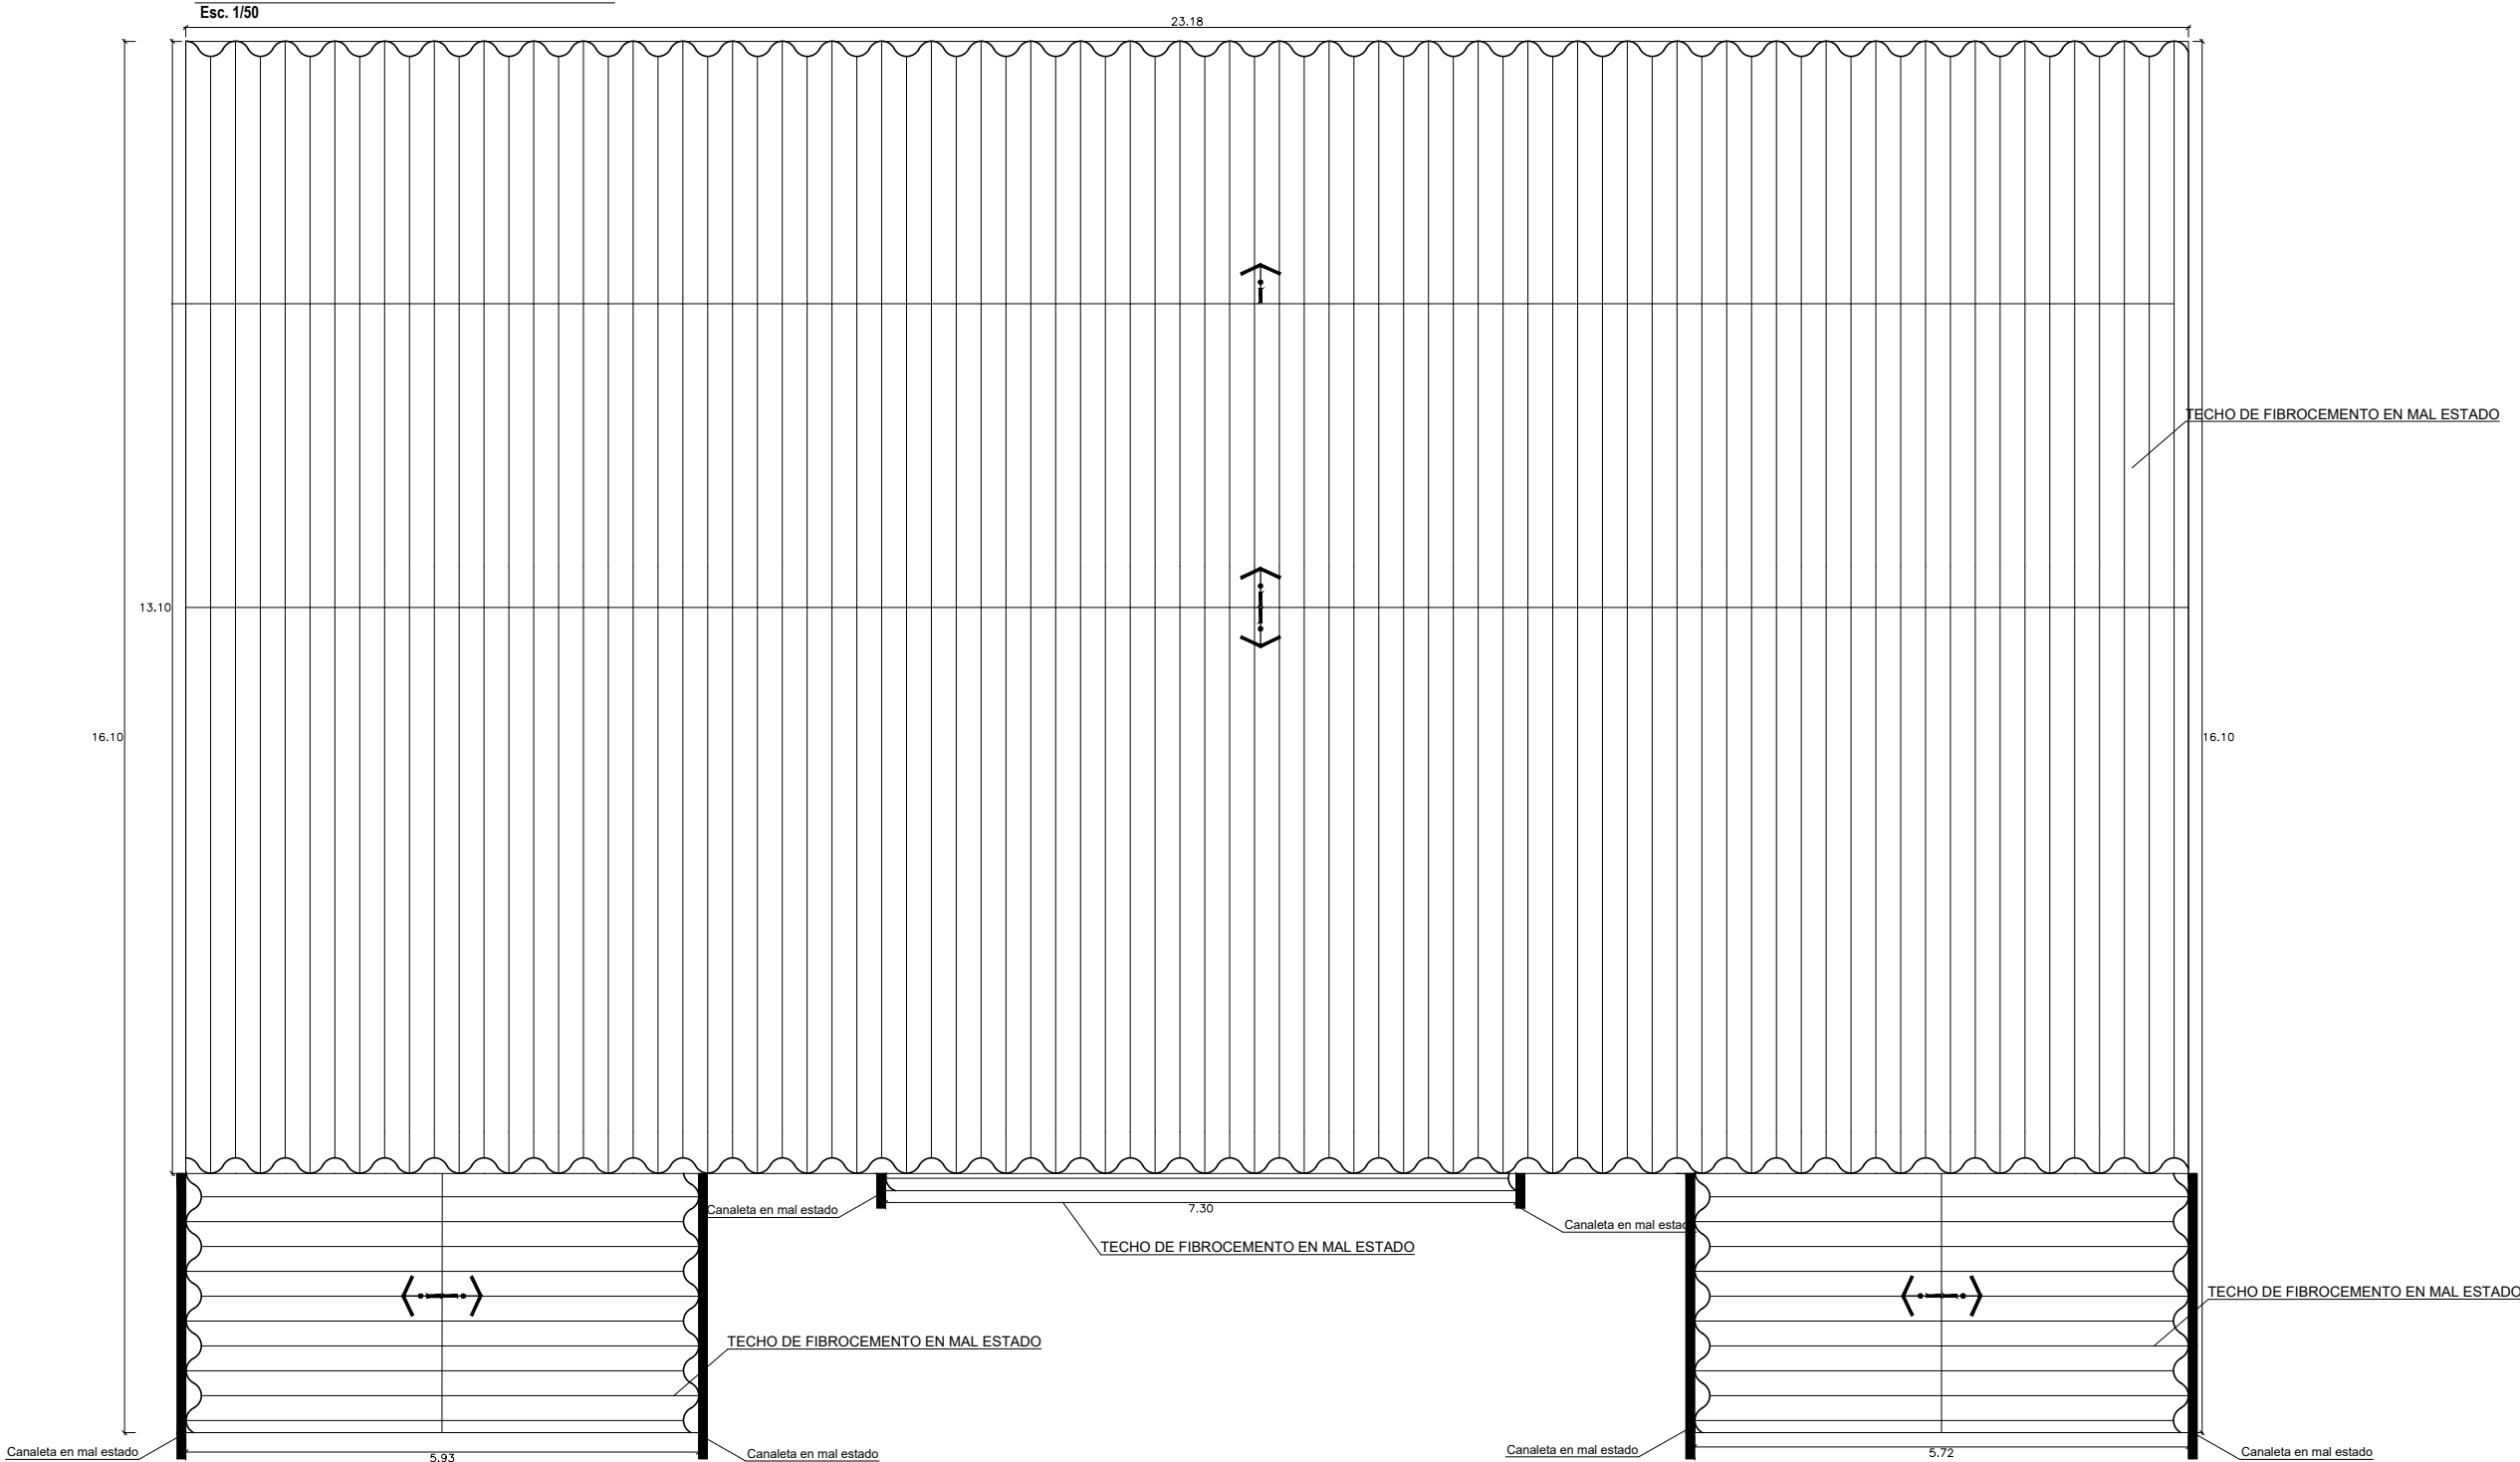 Esc. 1/50
23.18
TECHO DE FIBROCEMENTO EN MAL ESTADO
13.10
16.10
16.10
Canaleta en mal estado
7.30
Canaleta en mal estado
TECHO DE FIBROCEMENTO EN MAL ESTADO
TECHO DE FIBROCEMENTO EN MAL ESTADO
TECHO DE FIBROCEMENTO EN MAL ESTADO
Canaleta en mal estado
5.93
Canaleta en mal estado
Canaleta en mal estado
5.72
Canaleta en mal estado